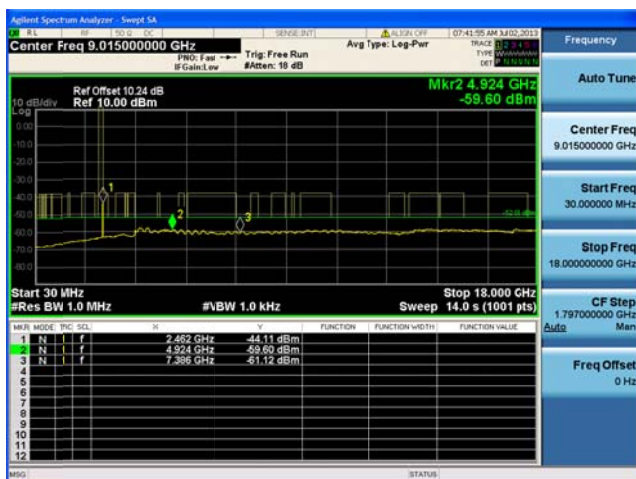 Agilent Spectrum Analyzer - Swept SA
RL RF 50 Ω DC SENSE:INT ALIGN OFF 07:41:55 AM Jul 02, 2013
Center Freq 9.015000000 GHz
PNO: Fast Trig: Free Run
IFGain:Low #Atten: 18 dB
Avg Type: Log-Pwr
TRACE 1 2 3 4 5 6
TYPE
DET P N N N N N
Frequency
Mkr2 4.924 GHz
-59.60 dBm
Ref Offset 10.24 dB
10 dB/div Ref 10.00 dBm
Log
0.00
-10.0
-20.0
-30.0
-40.0
-50.0
-60.0
-70.0
-80.0
1
2
3
Start 30 MHz Stop 18.000 GHz
#Res BW 1.0 MHz #VBW 1.0 kHz Sweep 14.0 s (1001 pts)
MKR MODE TRC SCL X Y FUNCTION FUNCTION WIDTH FUNCTION VALUE
1 N 1 f 2.462 GHz -44.11 dBm
2 N 1 f 4.924 GHz -59.60 dBm
3 N 1 f 7.386 GHz -61.12 dBm
4
5
6
7
8
9
10
11
12
MSG STATUS
Auto Tune
Center Freq
9.015000000 GHz
Start Freq
30.000000 MHz
Stop Freq
18.000000000 GHz
CF Step
1.797000000 GHz
Auto Man
Freq Offset
0 Hz